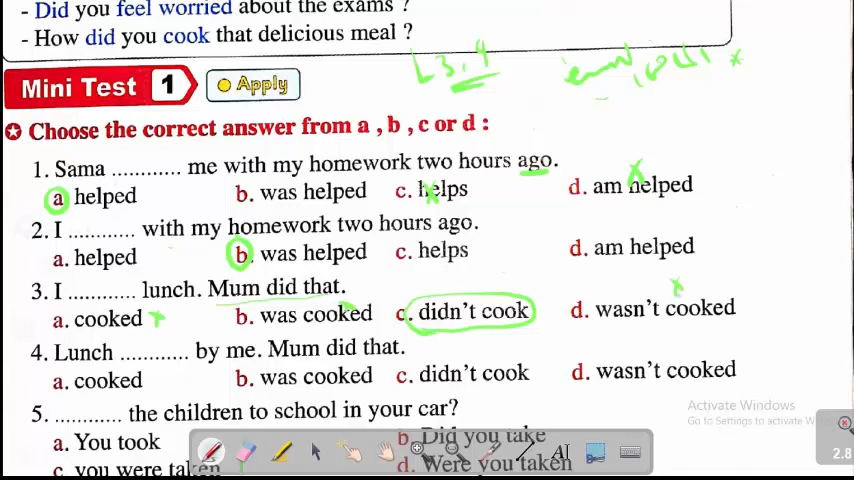 - Did you feel worried about the exams ?
- How did you cook that delicious meal ?
L 3, 4
Mini Test 1 Apply
Choose the correct answer from a , b , c or d :
1. Sama ............ me with my homework two hours ago.
a helped b. was helped c. helps d. am helped
2. I ............ with my homework two hours ago.
a. helped b. was helped c. helps d. am helped
3. I ............ lunch. Mum did that.
a. cooked b. was cooked c. didn't cook d. wasn't cooked
4. Lunch ............ by me. Mum did that.
a. cooked b. was cooked c. didn't cook d. wasn't cooked
5. ............ the children to school in your car?
a. You took b. Did you take
c. you were taken d. Were you taken
Activate Windows
Go to Settings to activate W
2.8